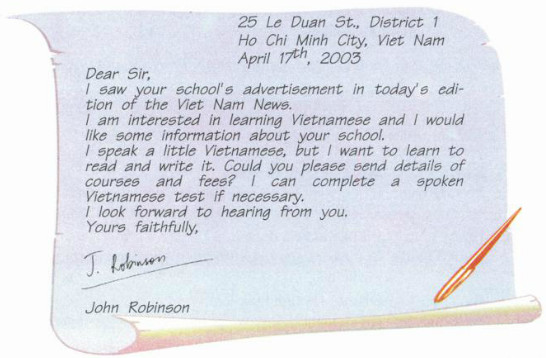 25 Le Duan St., District 1
Ho Chi Minh City, Viet Nam
April 17th, 2003
Dear Sir,
I saw your school's advertisement in today's edi-
tion of the Viet Nam News.
I am interested in learning Vietnamese and I would
like some information about your school.
I speak a little Vietnamese, but I want to learn to
read and write it. Could you please send details of
courses and fees? I can complete a spoken
Vietnamese test if necessary.
I look forward to hearing from you.
Yours faithfully,
J. Robinson
John Robinson